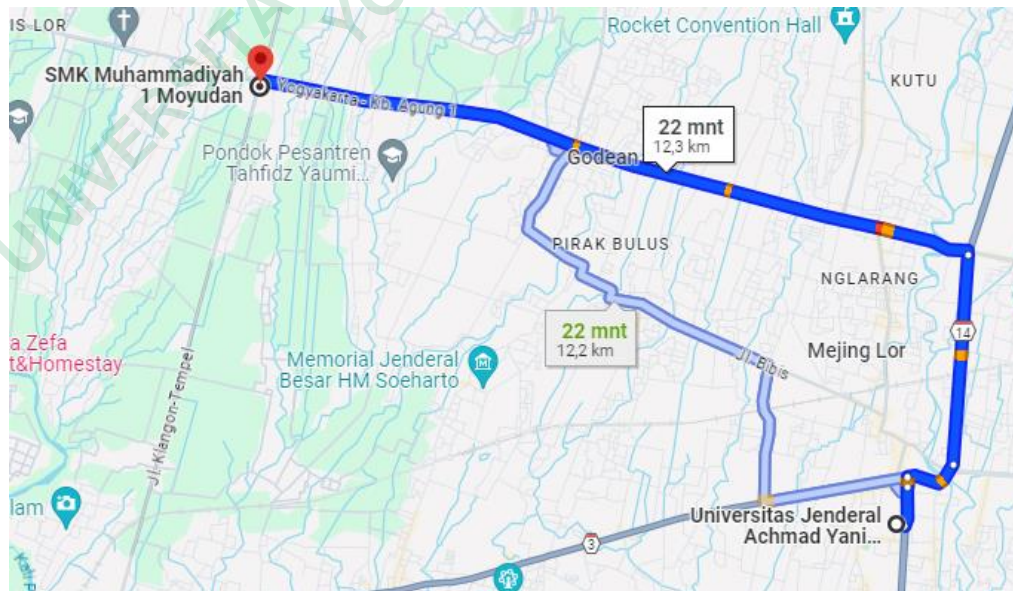 IS LOR
Rocket Convention Hall
KUTU
SMK Muhammadiyah
1 Moyudan
Yogyakarta - Kb. Agung 1
22 mnt
12,3 km
Pondok Pesantren
Tahfidz Yaumi...
Godean
PIRAK BULUS
NGLARANG
14
22 mnt
12,2 km
Mejing Lor
a Zefa
t&Homestay
Memorial Jenderal
Besar HM Soeharto
Jl. Bibis
Jl. Klangon-Tempel
lam
Universitas Jenderal
Achmad Yani...
3